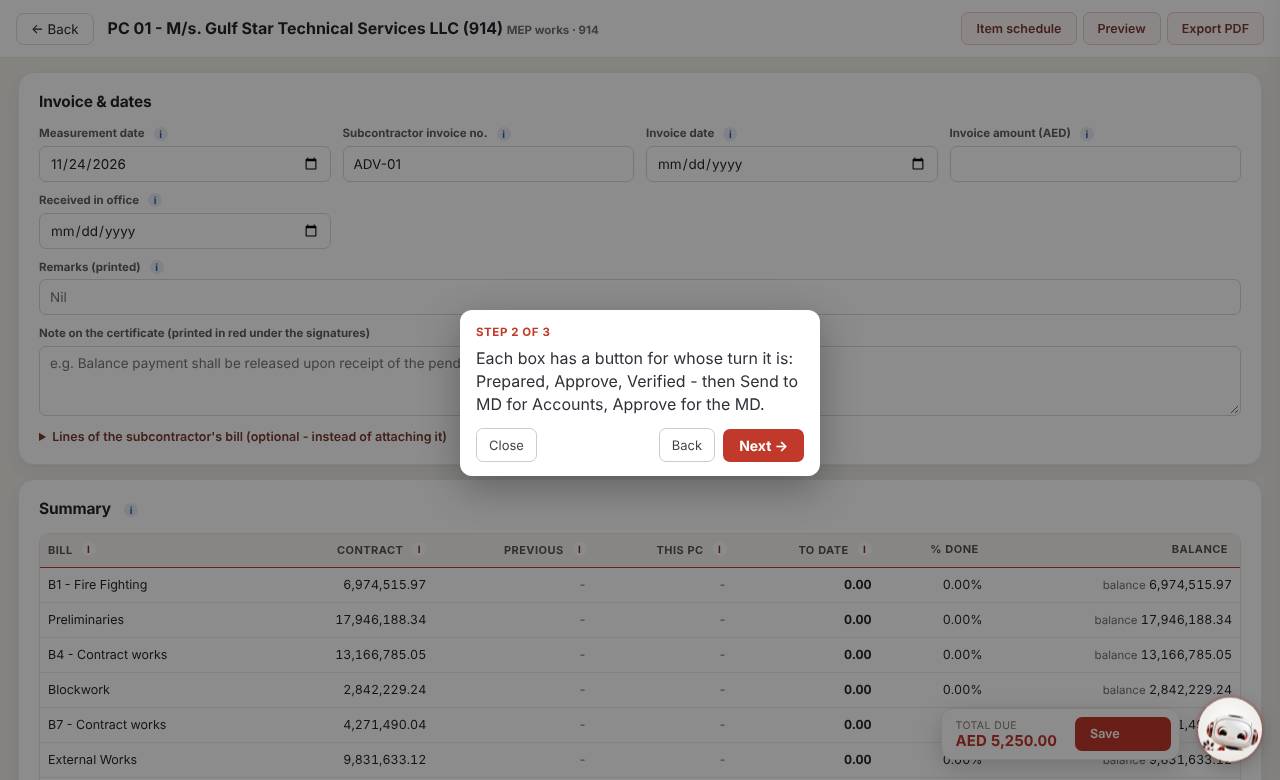 ← Back PC 01 - M/s. Gulf Star Technical Services LLC (914) MEP works · 914 Item schedule Preview Export PDF
Invoice & dates
Measurement date i Subcontractor invoice no. i Invoice date i Invoice amount (AED) i
11/24/2026 ADV-01 mm/dd/yyyy
Received in office i
mm/dd/yyyy
Remarks (printed) i
Nil
Note on the certificate (printed in red under the signatures)
e.g. Balance payment shall be released upon receipt of the pend
Lines of the subcontractor's bill (optional - instead of attaching it)
STEP 2 OF 3
Each box has a button for whose turn it is:
Prepared, Approve, Verified - then Send to
MD for Accounts, Approve for the MD.
Close Back Next →
Summary i
BILL I CONTRACT I PREVIOUS I THIS PC I TO DATE I % DONE BALANCE
B1 - Fire Fighting 6,974,515.97 - - 0.00 0.00% balance 6,974,515.97
Preliminaries 17,946,188.34 - - 0.00 0.00% balance 17,946,188.34
B4 - Contract works 13,166,785.05 - - 0.00 0.00% balance 13,166,785.05
Blockwork 2,842,229.24 - - 0.00 0.00% balance 2,842,229.24
B7 - Contract works 4,271,490.04 - - 0.00
External Works 9,831,633.12 - - 0.00 0.00% balance 9,831,633.12
TOTAL DUE
AED 5,250.00 Save